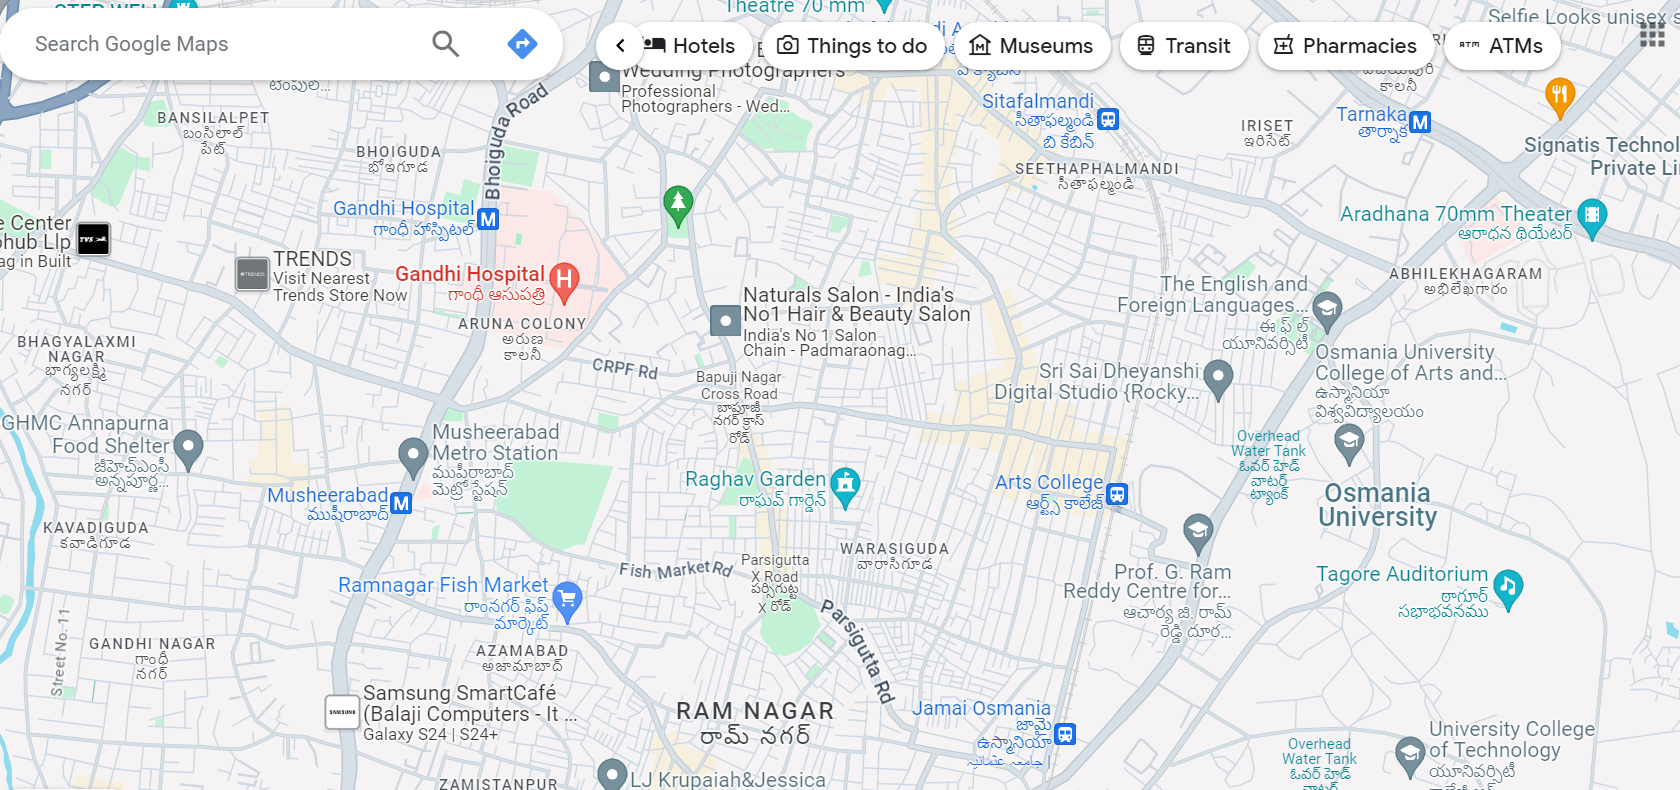 STEP WELL
Theatre 70 mm
Selfie Looks unisex s
Search Google Maps
Hotels
Things to do
Museums
Transit
Pharmacies
ATM
ATMs
Wedding Photographers
Professional
Photographers - Wed...
Bhoiguda Road
BANSILALPET
బన్సీలాల్
పేట్
BHOIGUDA
భోఇగూడ
Sitafalmandi
సీతాఫల్మండి
బి కేబిన్
IRISET
ఇరిసేట్
కాలనీ
Tarnaka
తార్నాక
M
Signatis Technol
Private Li
SEETHAPHALMANDI
సీతాఫల్మండి
Gandhi Hospital
గాంధీ హాస్పిటల్
M
Aradhana 70mm Theater
ఆరాధన థియేటర్
e Center
ohub Llp
ag in Built
TVS
TRENDS
TRENDS
Visit Nearest
Trends Store Now
Gandhi Hospital
గాంధీ ఆసుపత్రి
H
ABHILEKHAGARAM
అభిలేఖగారం
The English and
Foreign Languages...
ఈ ఫ్ ల్
యూనివర్సిటీ
Naturals Salon - India's
No1 Hair & Beauty Salon
India's No 1 Salon
Chain - Padmaraonag...
ARUNA COLONY
అరుణ
కాలనీ
BHAGYALAXMI
NAGAR
భాగ్యలక్ష్మి
నగర్
CRPF Rd
Bapuji Nagar
Cross Road
బాపూజీ
నగర్ క్రాస్
రోడ్
Sri Sai Dheyanshi
Digital Studio {Rocky...
Osmania University
College of Arts and...
ఉస్మానియా
విశ్వవిద్యాలయం
GHMC Annapurna
Food Shelter
జీహెచ్ఎంసీ
అన్నపూర్ణ...
Musheerabad
Metro Station
ముషీరాబాద్
మెట్రో స్టేషన్
Overhead
Water Tank
ఓవర్ హెడ్
వాటర్
ట్యాంక్
Raghav Garden
రాఘవ్ గార్డెన్
Arts College
ఆర్ట్స్ కాలేజ్
Musheerabad
ముషీరాబాద్
M
Osmania
University
KAVADIGUDA
కవాడిగూడ
WARASIGUDA
వారాసిగూడ
Parsigutta
X Road
పర్సిగుట్ట
X రోడ్
Fish Market Rd
Ramnagar Fish Market
రాంనగర్ ఫిష్
మార్కెట్
Prof. G. Ram
Reddy Centre for...
ఆచార్య జి. రామ్
రెడ్డి దూర...
Tagore Auditorium
ఠాగూర్
సభాభవనము
Parsigutta Rd
Street No. 11
GANDHI NAGAR
గాంధీ
నగర్
AZAMABAD
అజామాబాద్
SAMSUNG
Samsung SmartCafé
(Balaji Computers - It ...
Galaxy S24 | S24+
RAM NAGAR
రామ్ నగర్
Jamai Osmania
జామై
ఉస్మానియా
University College
of Technology
యూనివర్సిటీ
Overhead
Water Tank
ఓవర్ హెడ్
ZAMISTANPUR
LJ Krupaiah&Jessica